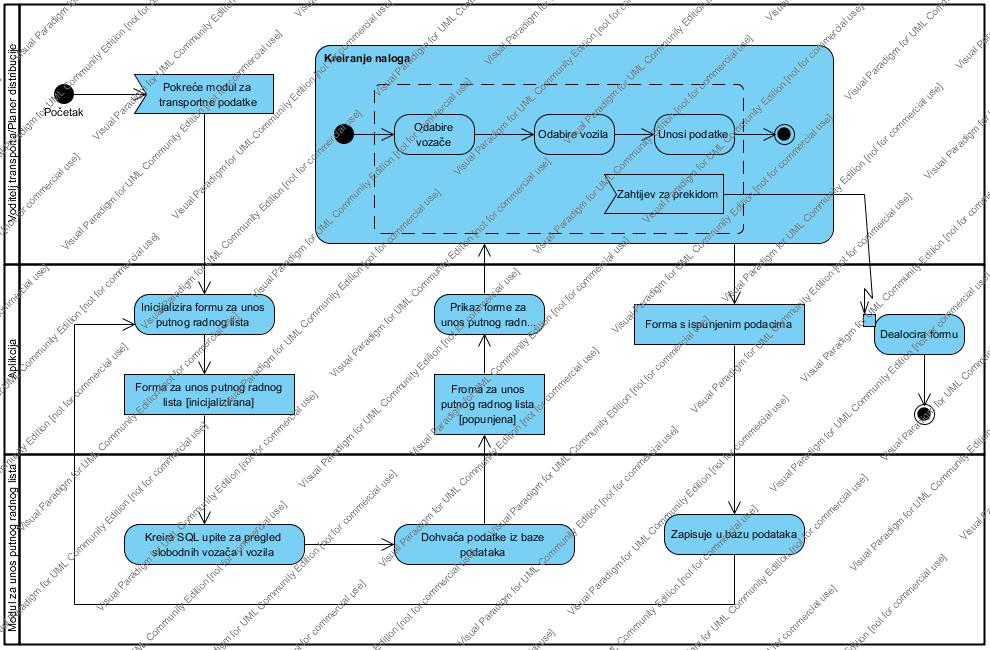 Voditelj transporta/Planer distribucije
Početak
Pokreće modul za
transportne podatke
Kreiranje naloga
Odabire
vozače
Odabire vozila
Unosi podatke
Zahtijev za prekidom
Aplikcija
Inicijalizira formu za unos
putnog radnog lista
Prikaz forme za
unos putnog radn...
Forma s ispunjenim podacima
Dealocira formu
Forma za unos putnog radnog
lista [inicijalizirana]
Froma za unos
putnog radnog lista
[popunjena]
Modul za unos putnog radnog lista
Kreira SQL upite za pregled
slobodnih vozača i vozila
Dohvaća podatke iz baze
podataka
Zapisuje u bazu podataka
Visual Paradigm for UML Community Edition [not for commercial use]